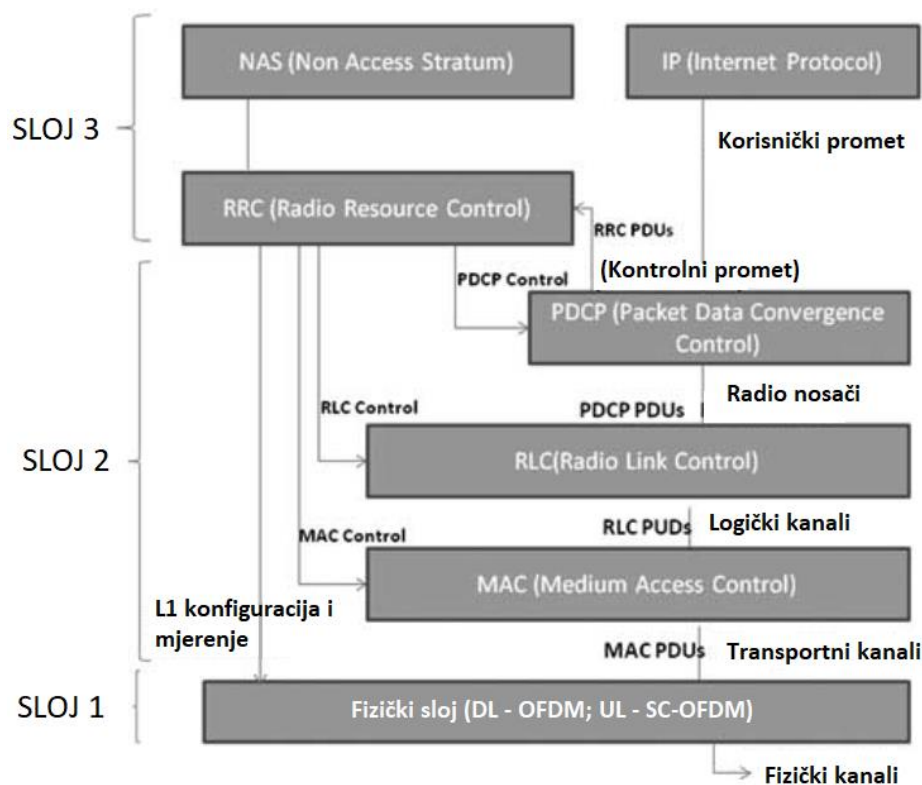 NAS (Non Access Stratum)
IP (Internet Protocol)
SLOJ 3
Korisnički promet
RRC (Radio Resource Control)
RRC PDUs
(Kontrolni promet)
PDCP Control
PDCP (Packet Data Convergence
Control)
Radio nosači
RLC Control
PDCP PDUs
SLOJ 2
RLC(Radio Link Control)
RLC PUDs
Logički kanali
MAC Control
MAC (Medium Access Control)
L1 konfiguracija i
mjerenje
MAC PDUs
Transportni kanali
SLOJ 1
Fizički sloj (DL - OFDM; UL - SC-OFDM)
Fizički kanali